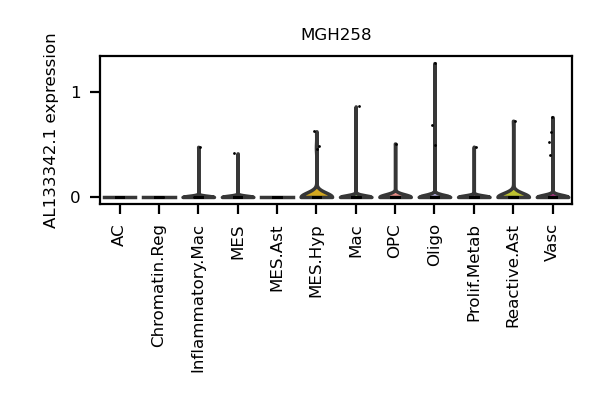 MGH258
AL133342.1 expression
1
0
AC
Chromatin.Reg
Inflammatory.Mac
MES
MES.Ast
MES.Hyp
Mac
OPC
Oligo
Prolif.Metab
Reactive.Ast
Vasc